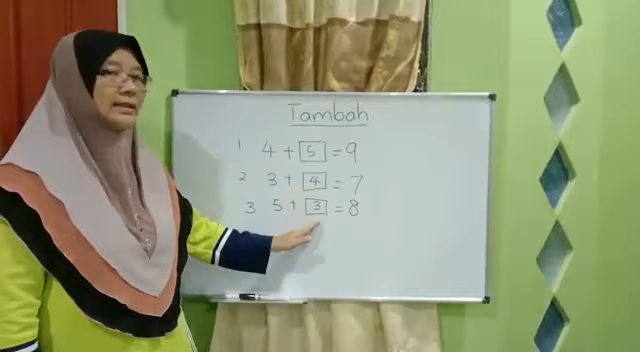 Tambah
1 4 + 5 = 9
2 3 + 4 = 7
3 5 + 3 = 8